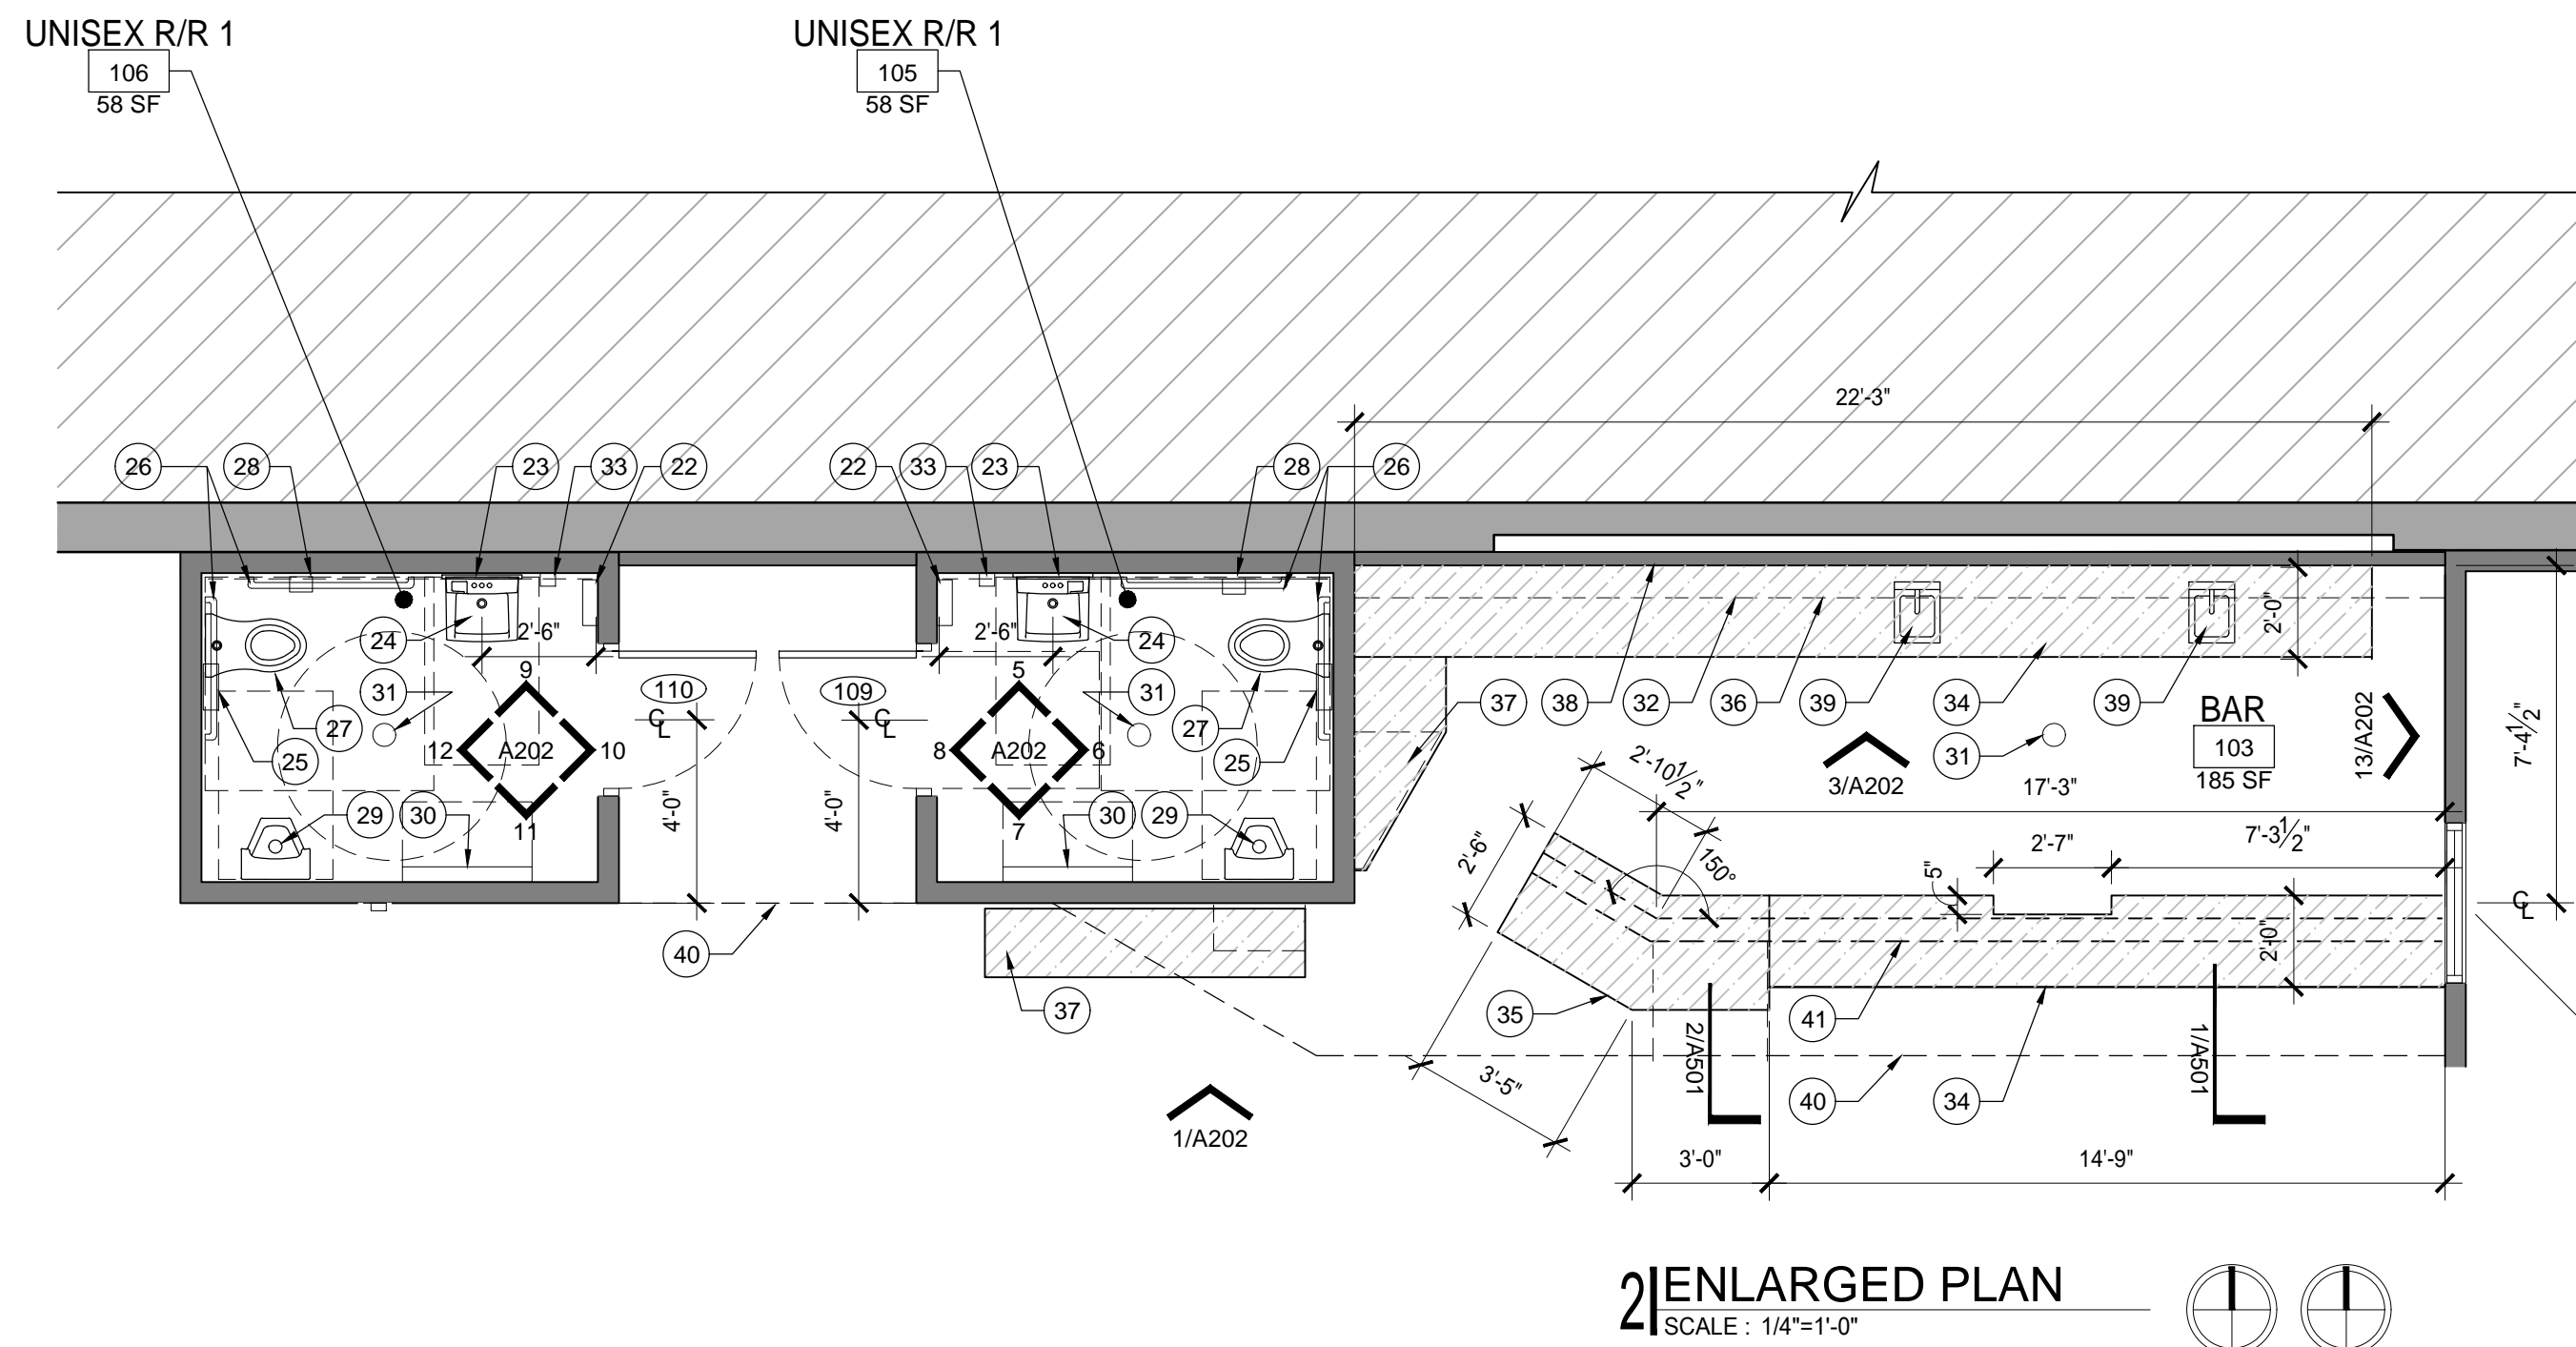 UNISEX R/R 1
106
58 SF
UNISEX R/R 1
105
58 SF
22'-3"
26 28 23 33 22 22 33 23 28 26
24 2'-6" 2'-6" 24 2'-0"
9 5
31 110 109 31
37 38 32 36 39 34 39
BAR
103
185 SF
27 CL CL 27
12 A202 10 8 A202 6
25 25 31
2'-10 1/2"
3/A202
13/A202
7'-4 1/2"
17'-3"
29 30 11 4'-0" 4'-0" 7 30 29
2'-6" 150° 5" 2'-7" 7'-3 1/2"
CL
40 2'-0"
37 35 41
2/A501 1/A501
3'-5" 40 34
1/A202
3'-0" 14'-9"
2 ENLARGED PLAN
SCALE : 1/4"=1'-0"